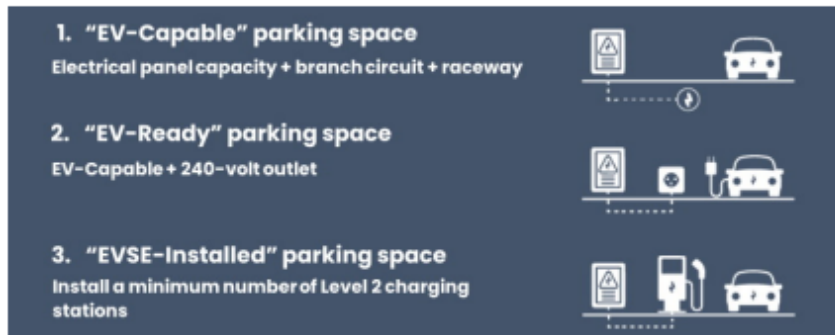 1. “EV-Capable” parking space
Electrical panel capacity + branch circuit + raceway
2. “EV-Ready” parking space
EV-Capable + 240-volt outlet
3. “EVSE-Installed” parking space
Install a minimum number of Level 2 charging
stations